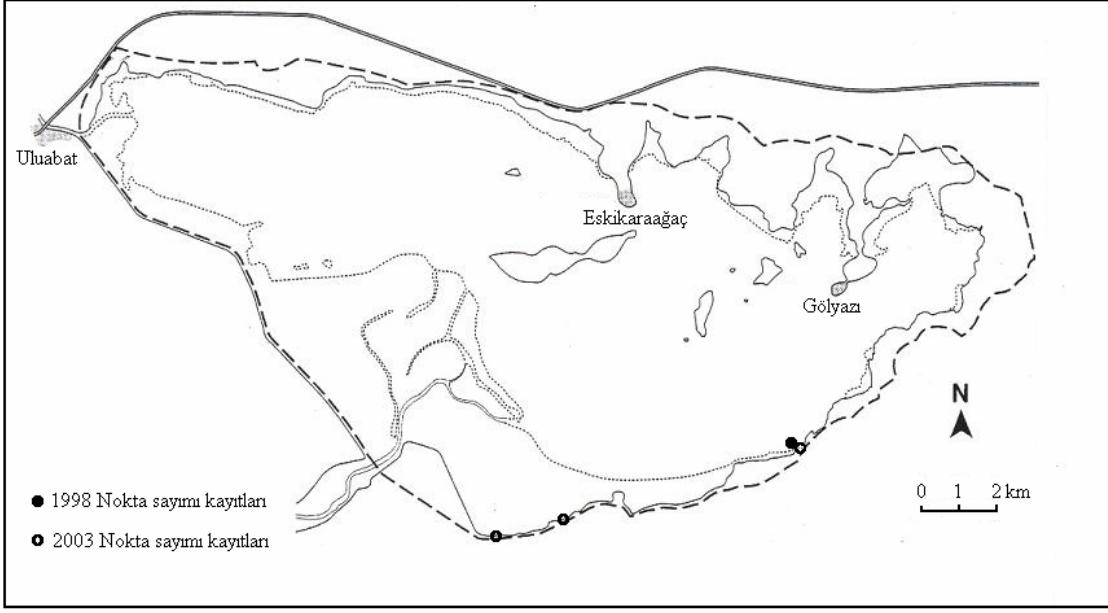 Uluabat
Eskikaraağaç
Gölyazı
N
0 1 2 km
1998 Nokta sayımı kayıtları
2003 Nokta sayımı kayıtları